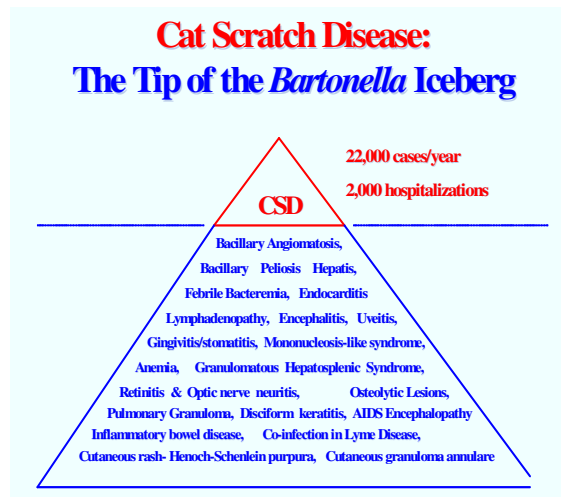 Cat Scratch Disease:
The Tip of the Bartonella Iceberg
22,000 cases/year
2,000 hospitalizations
CSD
Bacillary Angiomatosis,
Bacillary Peliosis Hepatis,
Febrile Bacteremia, Endocarditis
Lymphadenopathy, Encephalitis, Uveitis,
Gingivitis/stomatitis, Mononucleosis-like syndrome,
Anemia, Granulomatous Hepatosplenic Syndrome,
Retinitis & Optic nerve neuritis, Osteolytic Lesions,
Pulmonary Granuloma, Disciform keratitis, AIDS Encephalopathy
Inflammatory bowel disease, Co-infection in Lyme Disease,
Cutaneous rash- Henoch-Schenlein purpura, Cutaneous granuloma annulare